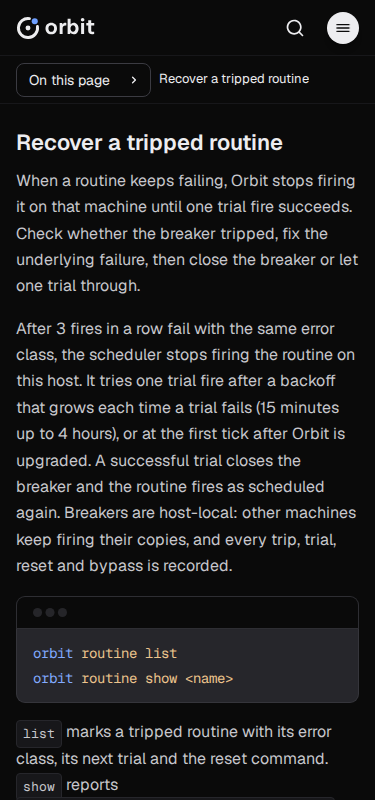 orbit
On this page
Recover a tripped routine
Recover a tripped routine
When a routine keeps failing, Orbit stops firing
it on that machine until one trial fire succeeds.
Check whether the breaker tripped, fix the
underlying failure, then close the breaker or let
one trial through.
After 3 fires in a row fail with the same error
class, the scheduler stops firing the routine on
this host. It tries one trial fire after a backoff
that grows each time a trial fails (15 minutes
up to 4 hours), or at the first tick after Orbit is
upgraded. A successful trial closes the
breaker and the routine fires as scheduled
again. Breakers are host-local: other machines
keep firing their copies, and every trip, trial,
reset and bypass is recorded.
orbit routine list
orbit routine show <name>
list marks a tripped routine with its error
class, its next trial and the reset command.
show reports